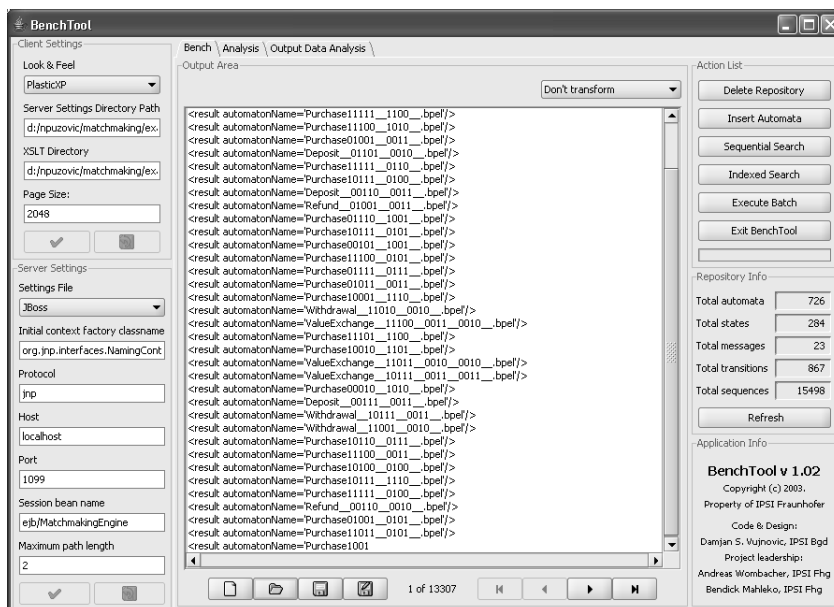 BenchTool
Client Settings
Look & Feel
PlasticXP
Server Settings Directory Path
d:/npuzovic/matchmaking/ex
XSLT Directory
d:/npuzovic/matchmaking/ex
Page Size:
2048
Server Settings
Settings File
JBoss
Initial context factory classname
org.jnp.interfaces.NamingCont
Protocol
jnp
Host
localhost
Port
1099
Session bean name
ejb/MatchmakingEngine
Maximum path length
2
Bench
Analysis
Output Data Analysis
Output Area
Don't transform
<result automatonName='Purchase11111__1100__.bpel'/>
<result automatonName='Purchase11100__1010__.bpel'/>
<result automatonName='Purchase01001__0011__.bpel'/>
<result automatonName='Deposit__01101__0010__.bpel'/>
<result automatonName='Purchase11111__0110__.bpel'/>
<result automatonName='Purchase10111__0100__.bpel'/>
<result automatonName='Deposit__00110__0011__.bpel'/>
<result automatonName='Refund__01001__0011__.bpel'/>
<result automatonName='Purchase01110__1001__.bpel'/>
<result automatonName='Purchase10111__0101__.bpel'/>
<result automatonName='Purchase00101__1001__.bpel'/>
<result automatonName='Purchase11100__0101__.bpel'/>
<result automatonName='Purchase01111__0111__.bpel'/>
<result automatonName='Purchase01011__0011__.bpel'/>
<result automatonName='Purchase10001__1110__.bpel'/>
<result automatonName='Withdrawal__11010__0010__.bpel'/>
<result automatonName='ValueExchange__11100__0011__0010__.bpel'/>
<result automatonName='Purchase11101__1100__.bpel'/>
<result automatonName='Purchase10010__1101__.bpel'/>
<result automatonName='ValueExchange__11011__0010__0010__.bpel'/>
<result automatonName='ValueExchange__10111__0011__0011__.bpel'/>
<result automatonName='Purchase00010__1010__.bpel'/>
<result automatonName='Deposit__00111__0011__.bpel'/>
<result automatonName='Withdrawal__10111__0011__.bpel'/>
<result automatonName='Withdrawal__11001__0010__.bpel'/>
<result automatonName='Purchase10110__0111__.bpel'/>
<result automatonName='Purchase11100__0011__.bpel'/>
<result automatonName='Purchase10100__0100__.bpel'/>
<result automatonName='Purchase10111__1110__.bpel'/>
<result automatonName='Purchase11111__0100__.bpel'/>
<result automatonName='Refund__00110__0010__.bpel'/>
<result automatonName='Purchase01001__0101__.bpel'/>
<result automatonName='Purchase11011__0101__.bpel'/>
<result automatonName='Purchase1001
1 of 13307
Action List
Delete Repository
Insert Automata
Sequential Search
Indexed Search
Execute Batch
Exit BenchTool
Repository Info
Total automata 726
Total states 284
Total messages 23
Total transitions 867
Total sequences 15498
Refresh
Application Info
BenchTool v 1.02
Copyright (c) 2003.
Property of IPSI Fraunhofer
Code & Design:
Damjan S. Vujnovic, IPSI Bgd
Project leadership:
Andreas Wombacher, IPSI Fhg
Bendick Mahleko, IPSI Fhg